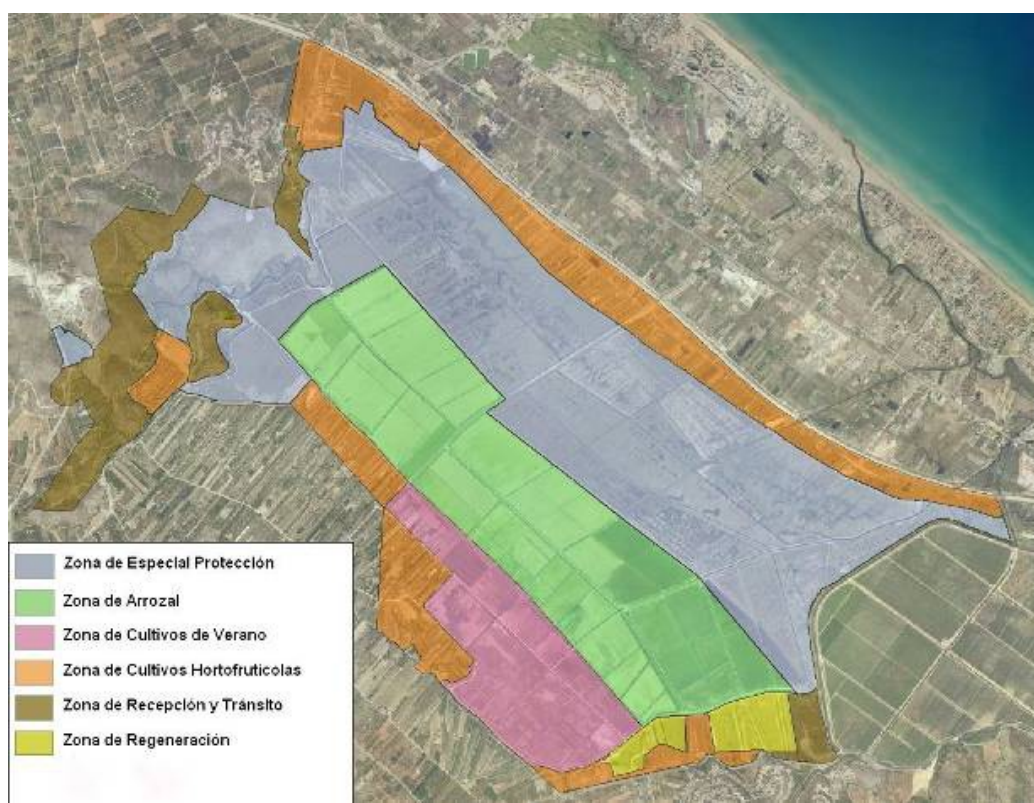 Zona de Especial Protección
Zona de Arrozal
Zona de Cultivos de Verano
Zona de Cultivos Hortofruticolas
Zona de Recepción y Tránsito
Zona de Regeneración